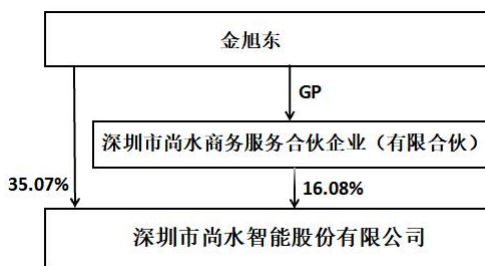 金旭东
GP
深圳市尚水商务服务合伙企业（有限合伙）
35.07%
16.08%
深圳市尚水智能股份有限公司